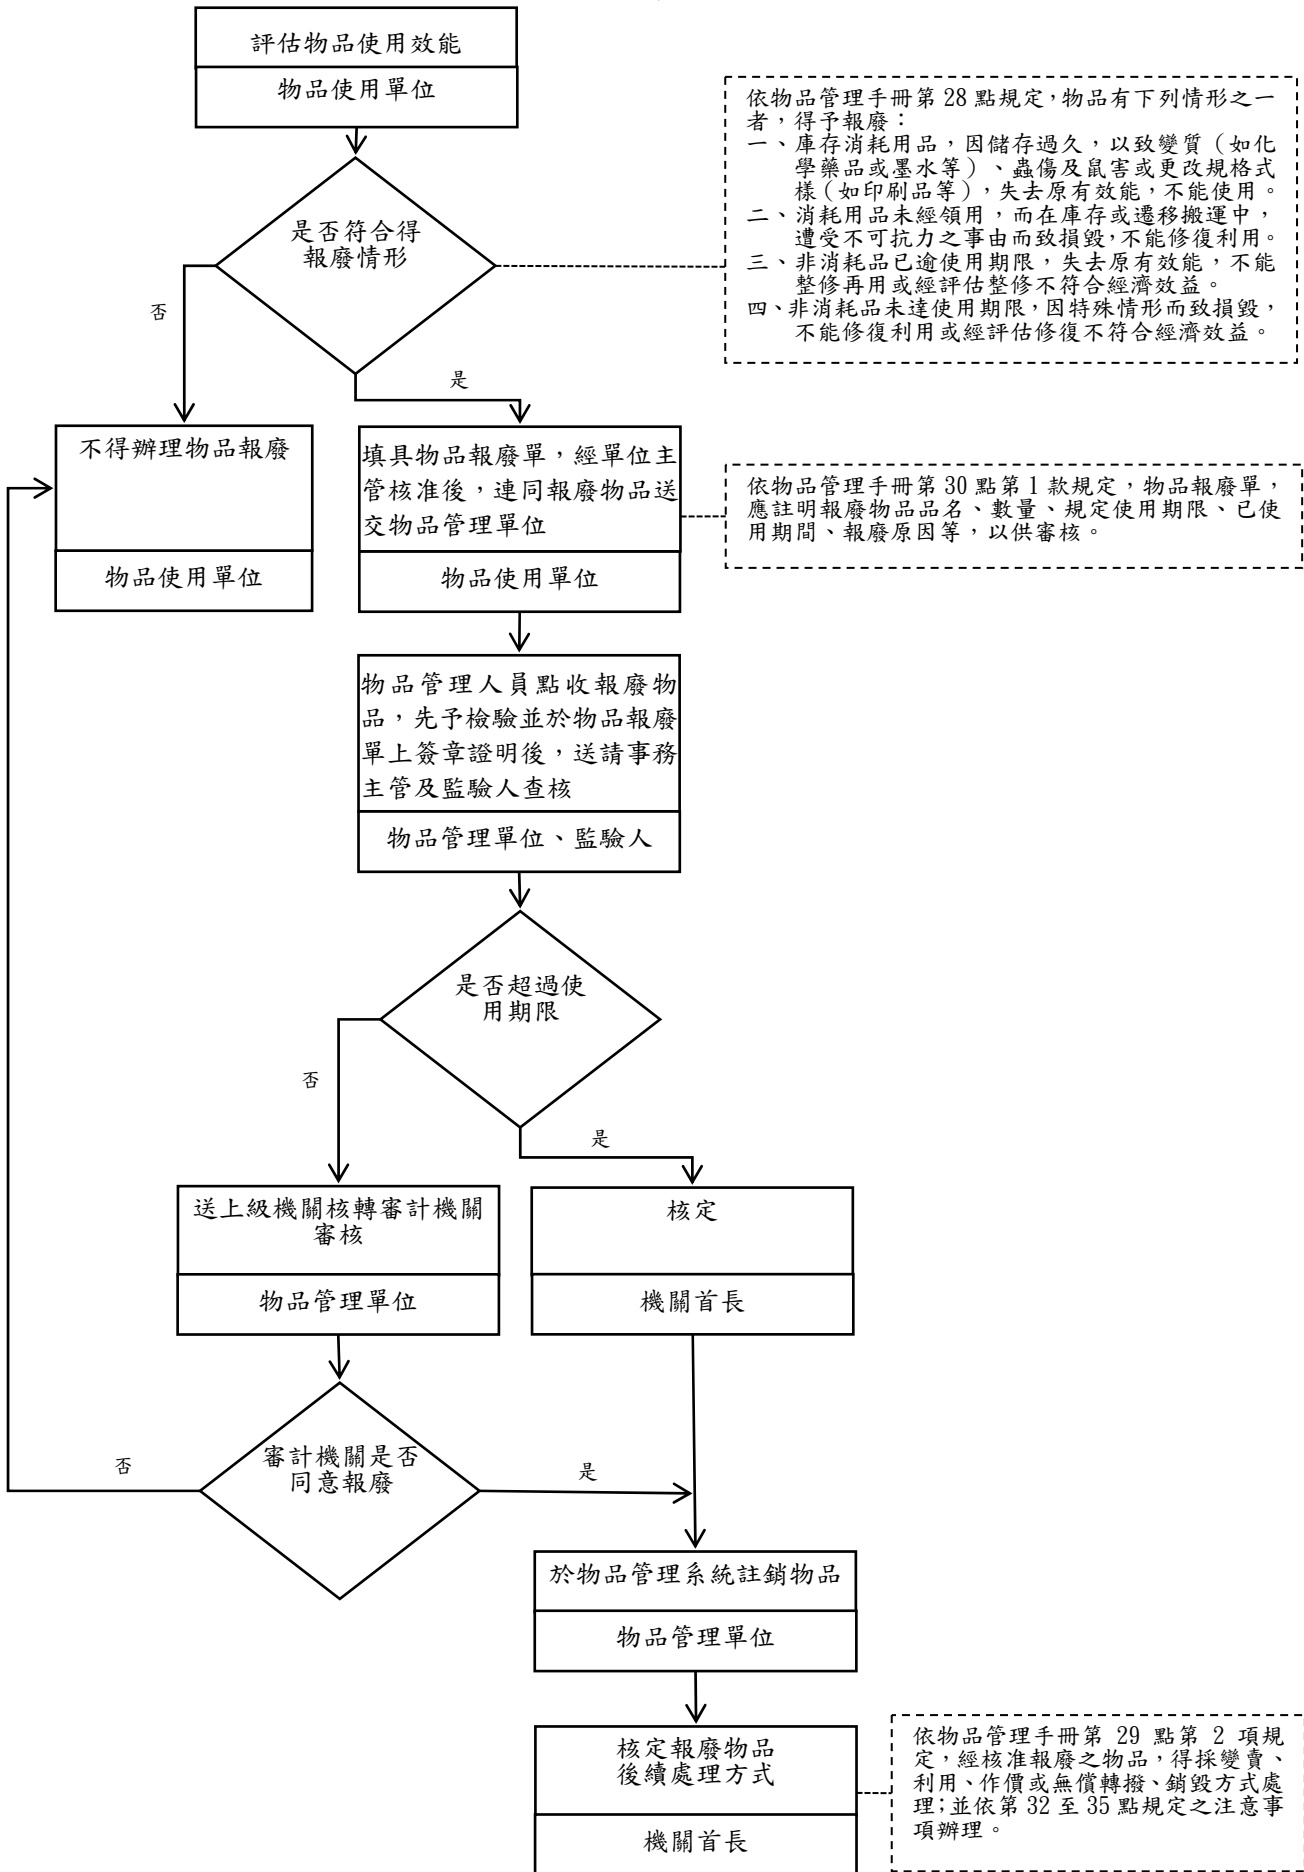 評估物品使用效能
物品使用單位
依物品管理手冊第28點規定，物品有下列情形之一
者，得予報廢：
一、庫存消耗用品，因儲存過久，以致變質（如化
學藥品或墨水等）、蟲傷及鼠害或更改規格式
樣（如印刷品等），失去原有效能，不能使用。
二、消耗用品未經領用，而在庫存或遷移搬運中，
遭受不可抗力之事由而致損毀，不能修復利用。
三、非消耗品已逾使用期限，失去原有效能，不能
整修再用或經評估整修不符合經濟效益。
四、非消耗品未達使用期限，因特殊情形而致損毀，
不能修復利用或經評估修復不符合經濟效益。
是否符合得
報廢情形
否
是
不得辦理物品報廢
物品使用單位
填具物品報廢單，經單位主
管核准後，連同報廢物品送
交物品管理單位
物品使用單位
依物品管理手冊第30點第1款規定，物品報廢單，
應註明報廢物品品名、數量、規定使用期限、已使
用期間、報廢原因等，以供審核。
物品管理人員點收報廢物
品，先予檢驗並於物品報廢
單上簽章證明後，送請事務
主管及監驗人查核
物品管理單位、監驗人
是否超過使
用期限
否
是
送上級機關核轉審計機關
審核
物品管理單位
核定
機關首長
審計機關是否
同意報廢
否
是
於物品管理系統註銷物品
物品管理單位
核定報廢物品
後續處理方式
機關首長
依物品管理手冊第 29 點第 2 項規
定，經核准報廢之物品，得採變賣、
利用、作價或無償轉撥、銷毀方式處
理；並依第32至35點規定之注意事
項辦理。